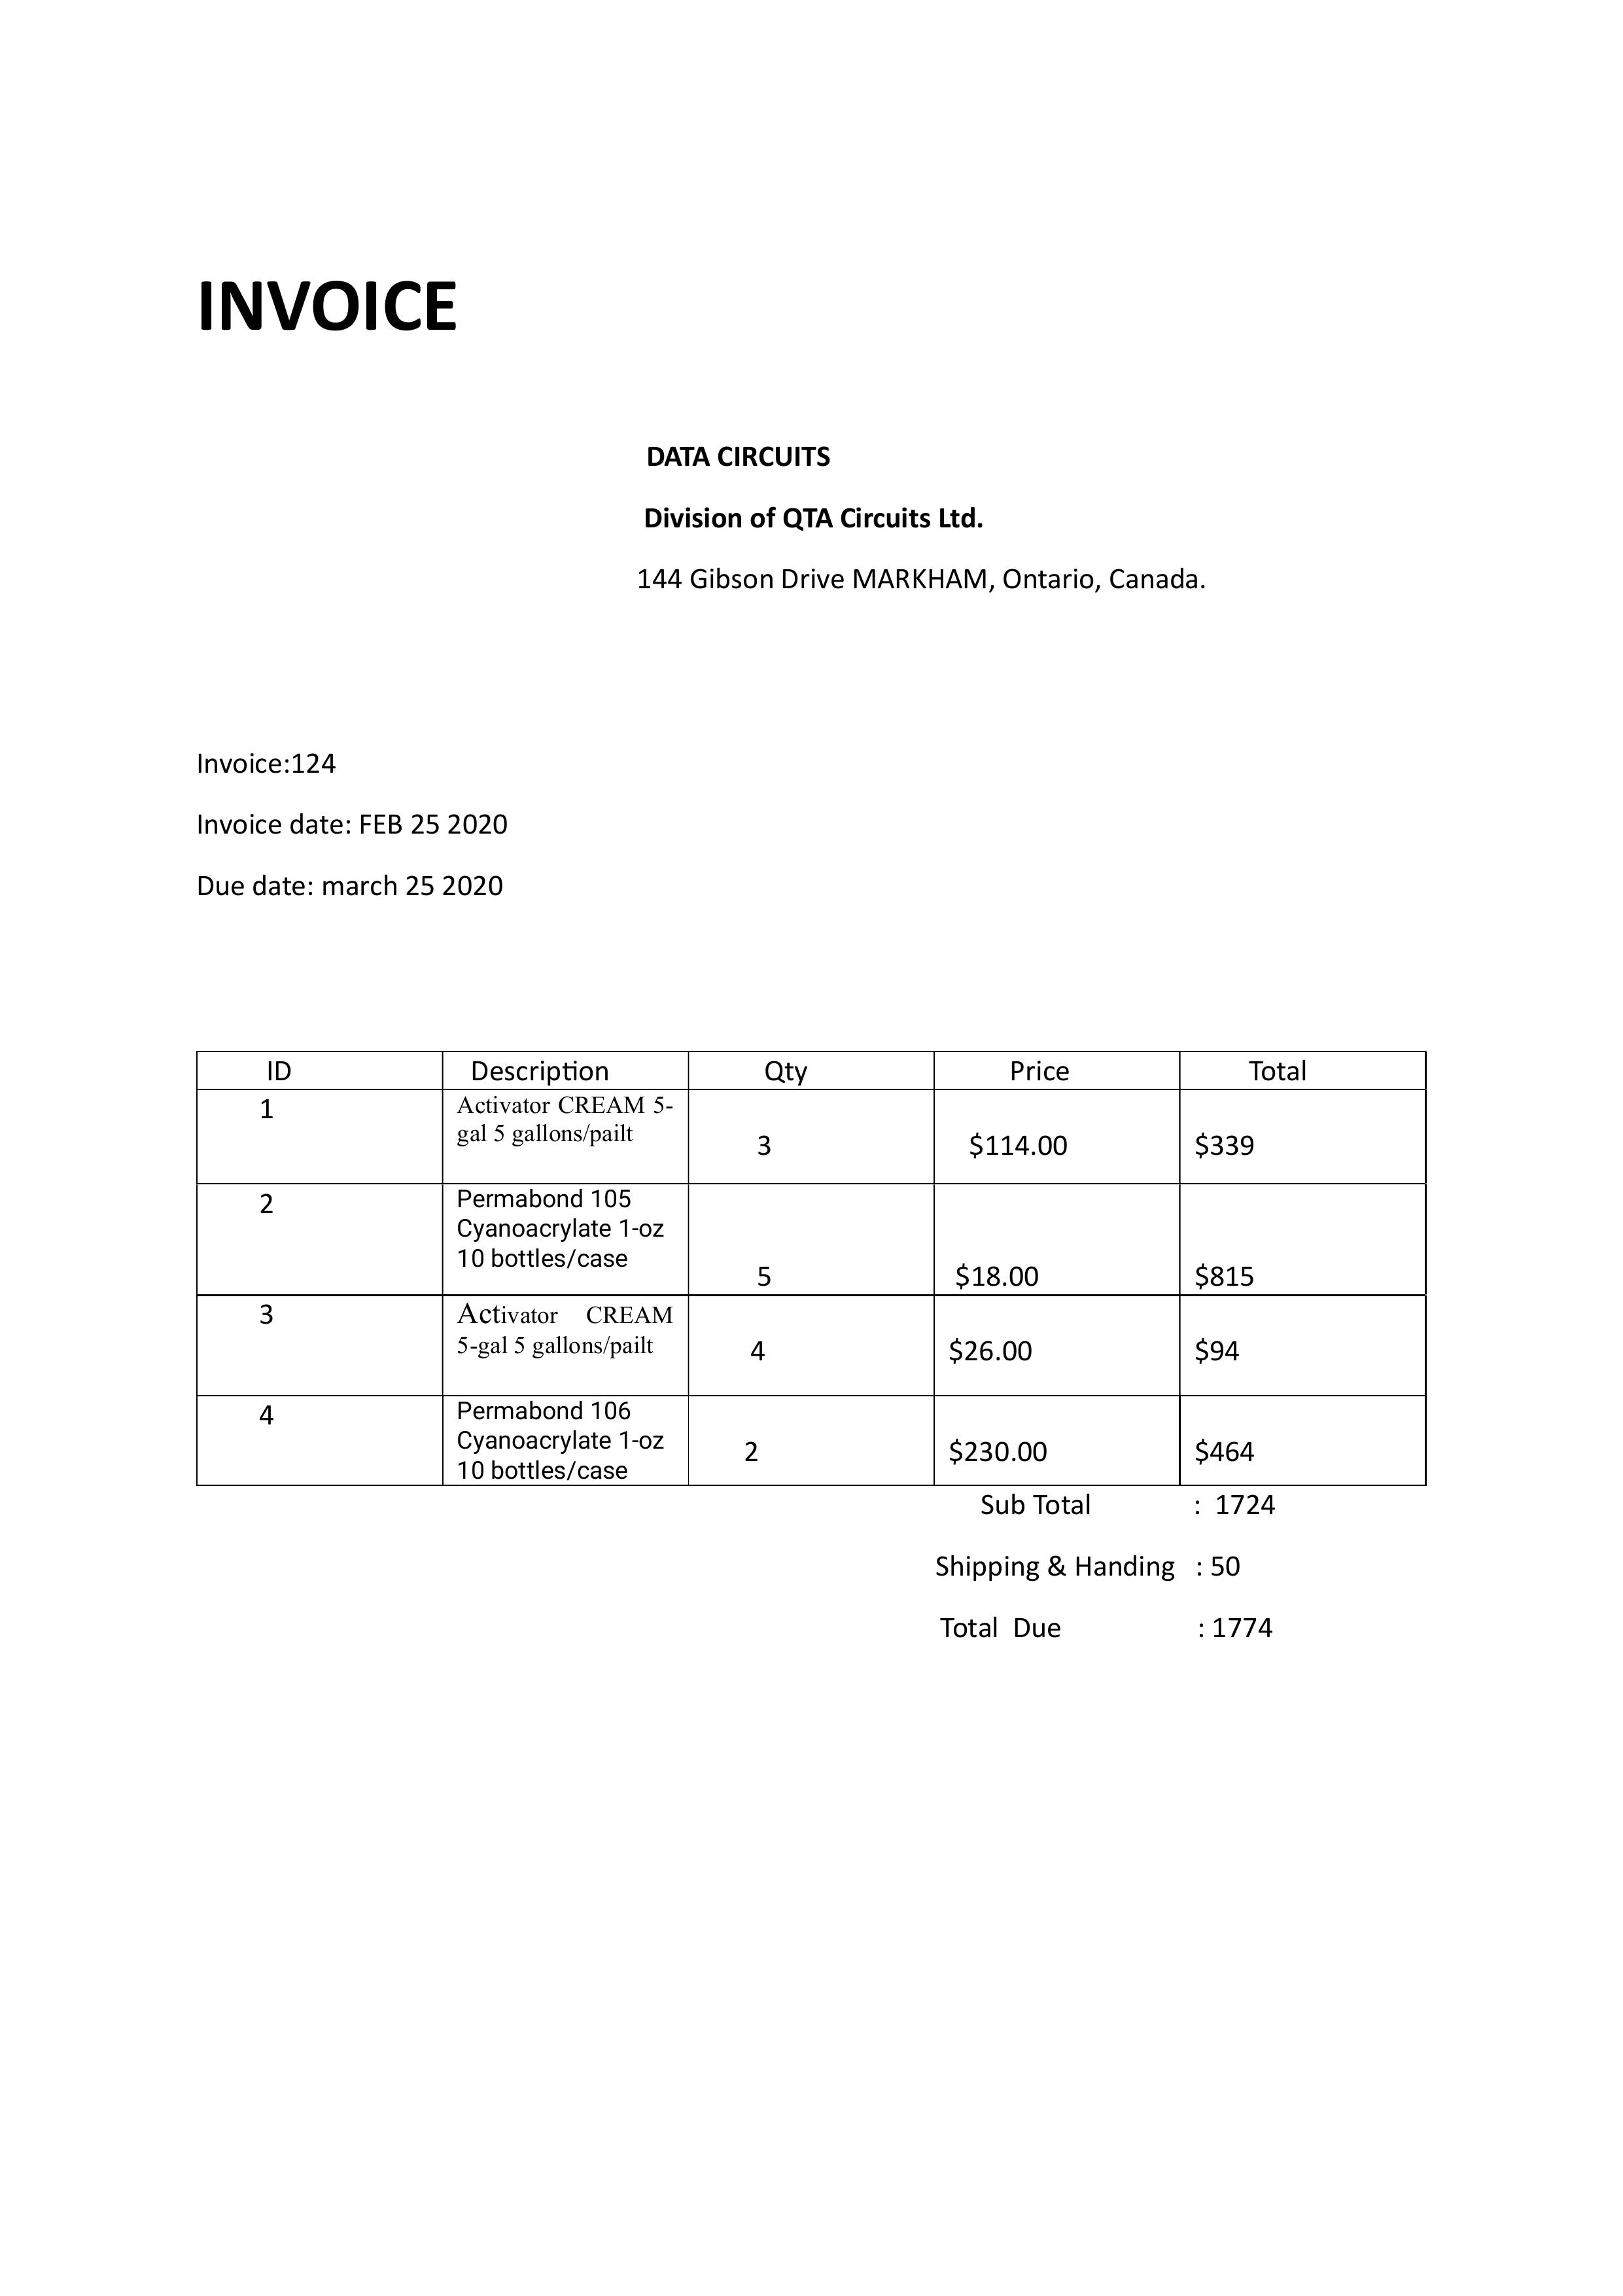 INVOICE
DATA CIRCUITS
Division of QTA Circuits Ltd.
144 Gibson Drive MARKHAM, Ontario, Canada.
Invoice:124
Invoice date: FEB 25 2020
Due date: march 25 2020
ID Description Qty Price Total
1 Activator CREAM 5-
gal 5 gallons/pailt
3 $114.00 $339
2 Permabond 105
Cyanoacrylate 1-oz
10 bottles/case
5 $18.00 $815
3 Activator CREAM
5-gal 5 gallons/pailt
4 $26.00 $94
4 Permabond 106
Cyanoacrylate 1-oz
10 bottles/case
2 $230.00 $464
Sub Total : 1724
Shipping & Handing : 50
Total Due : 1774